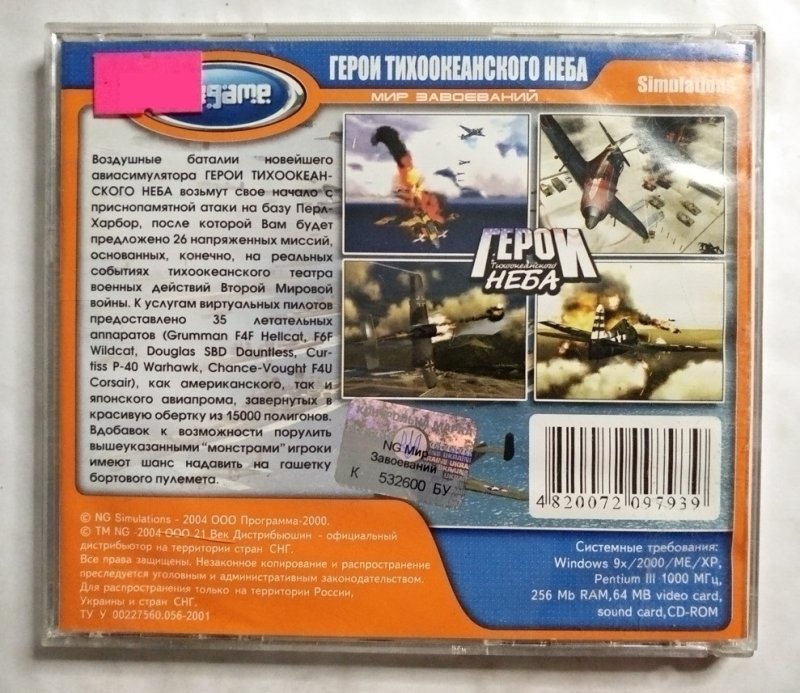 ГЕРОИ ТИХООКЕАНСКОГО НЕБА
Simulations
game
МИР ЗАВОЕВАНИЙ
Воздушные баталии новейшего
авиасимулятора ГЕРОИ ТИХООКЕАН-
СКОГО НЕБА возьмут свое начало с
приснопамятной атаки на базу Перл-
Харбор, после которой Вам будет
предложено 26 напряженных миссий,
основанных, конечно, на реальных
событиях тихоокеанского театра
военных действий Второй Мировой
войны. К услугам виртуальных пилотов
предоставлено 35 летательных
аппаратов (Grumman F4F Hellcat, F6F
Wildcat, Douglas SBD Dauntless, Cur-
tiss P-40 Warhawk, Chance-Vought F4U
Corsair), как американского, так и
японского авиапрома, завернутых в
красивую обертку из 15000 полигонов.
Вдобавок к возможности порулить
вышеуказанными "монстрами" игроки
имеют шанс надавить на гашетку
бортового пулемета.
ГЕРОИ
Тихоокеанского
НЕБА
NG Мир
Завоеваний
К 532600 БУ
4 820072 097939
© NG Simulations - 2004 ООО Программа-2000.
© TM NG -2004 ООО 21 Век Дистрибьюшин - официальный
дистрибьютор на территории стран СНГ.
Все права защищены. Незаконное копирование и распространение
преследуется уголовным и административным законодательством.
Для распространения только на территории России,
Украины и стран СНГ.
ТУ У 00227560.056-2001
Системные требования:
Windows 9x/2000/ME/XP,
Pentium III 1000 МГц,
256 Mb RAM,64 MB video card,
sound card,CD-ROM